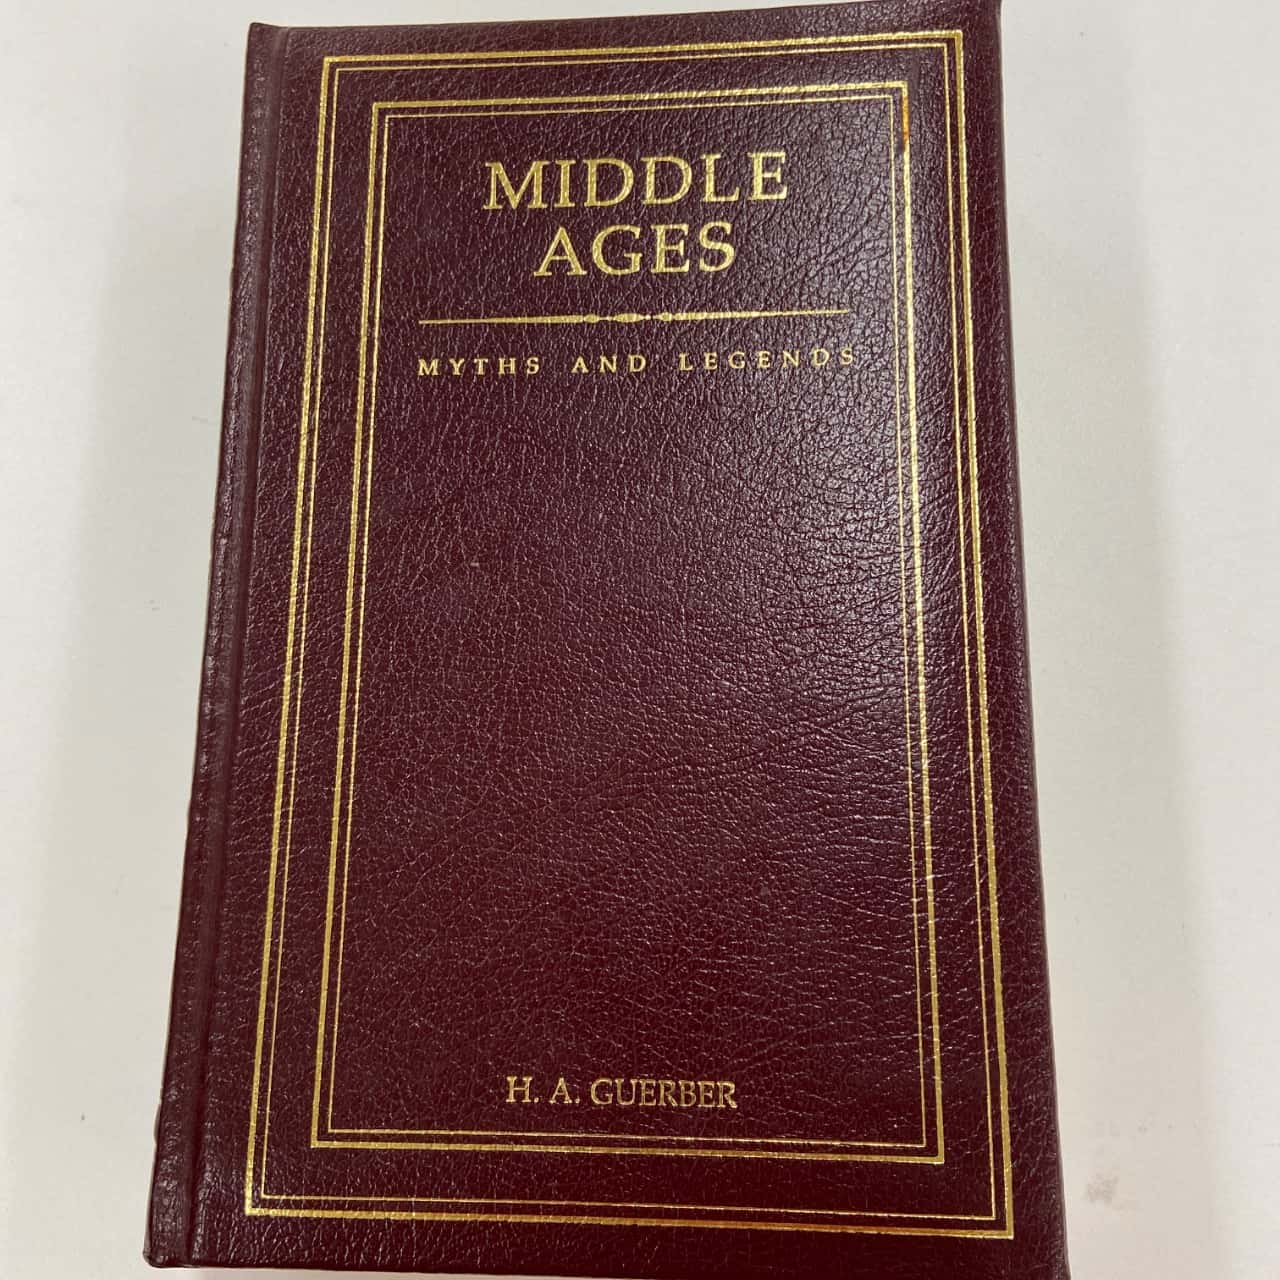 MIDDLE
AGES
MYTHS AND LEGENDS
H. A. GUERBER